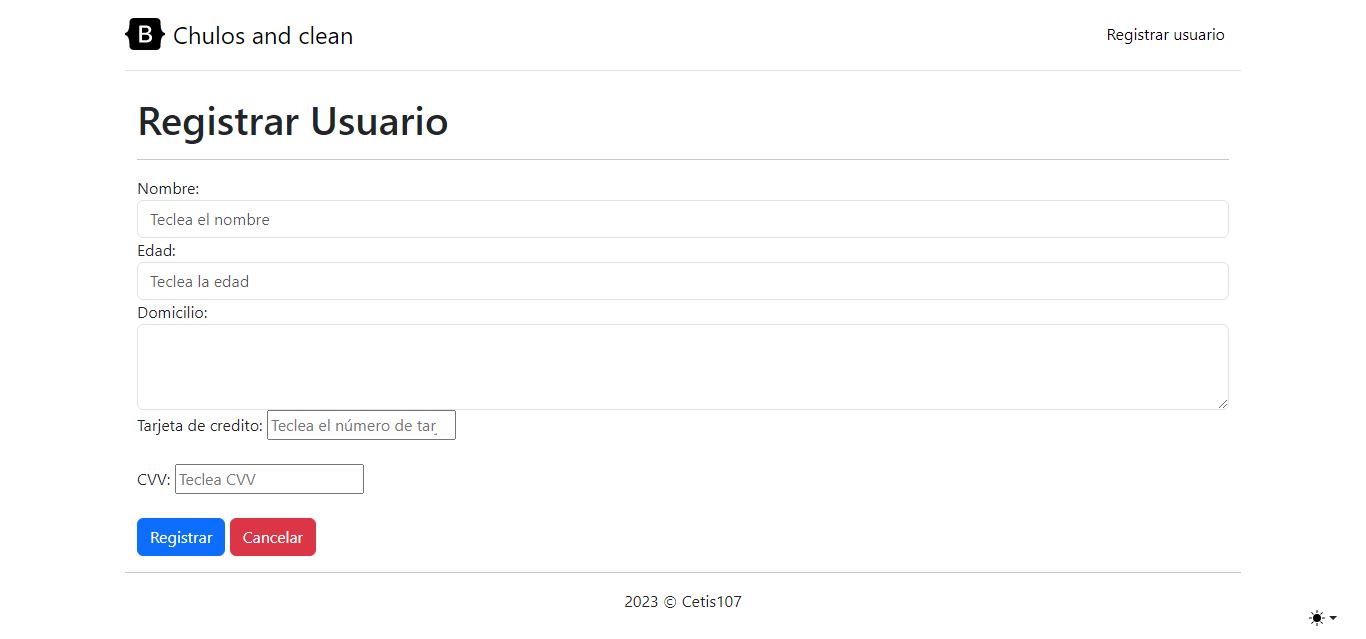 B Chulos and clean Registrar usuario
Registrar Usuario
Nombre:
Teclea el nombre
Edad:
Teclea la edad
Domicilio:
Tarjeta de credito: Teclea el número de tar
CVV: Teclea CVV
Registrar Cancelar
2023 © Cetis107